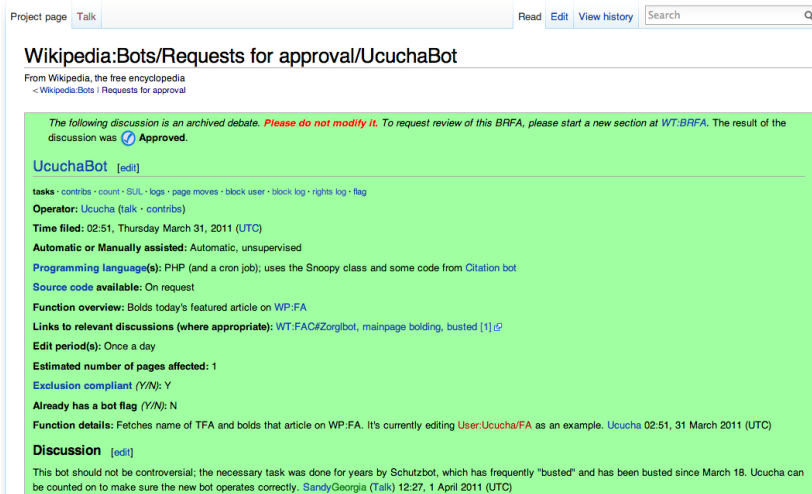 Project page Talk Read Edit View history Search
Wikipedia:Bots/Requests for approval/UcuchaBot
From Wikipedia, the free encyclopedia
< Wikipedia:Bots | Requests for approval
The following discussion is an archived debate. Please do not modify it. To request review of this BRFA, please start a new section at WT:BRFA. The result of the
discussion was Approved.
UcuchaBot [edit]
tasks · contribs · count · SUL · logs · page moves · block user · block log · rights log · flag
Operator: Ucucha (talk · contribs)
Time filed: 02:51, Thursday March 31, 2011 (UTC)
Automatic or Manually assisted: Automatic, unsupervised
Programming language(s): PHP (and a cron job); uses the Snoopy class and some code from Citation bot
Source code available: On request
Function overview: Bolds today's featured article on WP:FA
Links to relevant discussions (where appropriate): WT:FAC#Zorglbot, mainpage bolding, busted [1]
Edit period(s): Once a day
Estimated number of pages affected: 1
Exclusion compliant (Y/N): Y
Already has a bot flag (Y/N): N
Function details: Fetches name of TFA and bolds that article on WP:FA. It's currently editing User:Ucucha/FA as an example. Ucucha 02:51, 31 March 2011 (UTC)
Discussion [edit]
This bot should not be controversial; the necessary task was done for years by Schutzbot, which has frequently "busted" and has been busted since March 18. Ucucha can
be counted on to make sure the new bot operates correctly. SandyGeorgia (Talk) 12:27, 1 April 2011 (UTC)